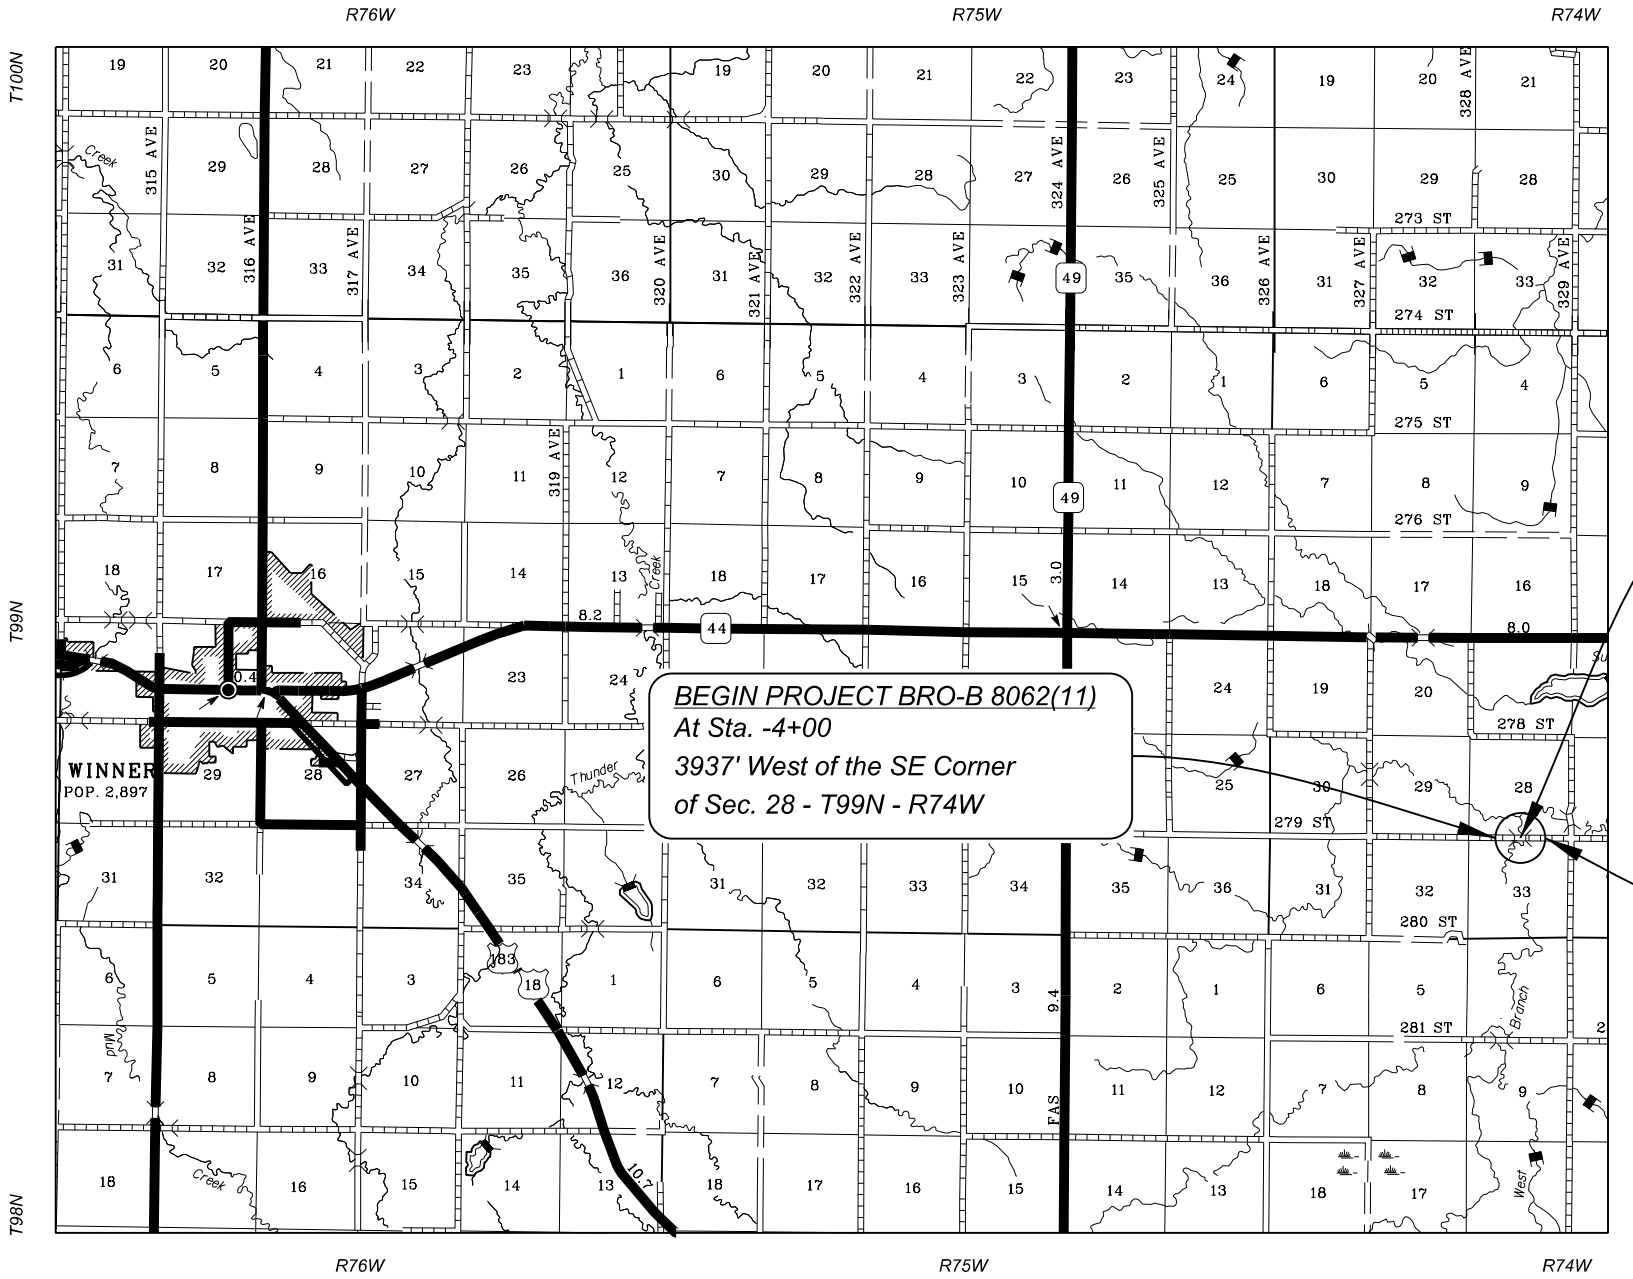 R76W R75W R74W
T100N
19 20 21 22 23 19 20 21 22 23 24 19 20 21
328 AVE
315 AVE
324 AVE
325 AVE
Creek
29 28 27 26 25 30 29 28 27 26 25 30 29 28
273 ST
316 AVE
317 AVE
320 AVE
321 AVE
322 AVE
323 AVE
326 AVE
327 AVE
329 AVE
31 32 33 34 35 36 31 32 33 49 35 36 31 32 33
274 ST
6 5 4 3 2 1 6 5 4 3 2 1 6 5 4
275 ST
319 AVE
7 8 9 10 11 12 7 8 9 10 11 12 7 8 9
49
276 ST
18 17 16 15 14 13 18 17 16 15 14 13 18 17 16
Creek
3.0
T99N
8.2 44 8.0
Su
0.4
23 24 24 19 20
BEGIN PROJECT BRO-B 8062(11)
At Sta. -4+00
3937' West of the SE Corner
of Sec. 28 - T99N - R74W
278 ST
WINNER
POP. 2,897
29 28 27 26 25 30 29 28
Thunder
279 ST
31 32 34 35 31 32 33 34 35 36 31 32 33
280 ST
183
18
6 5 4 3 1 6 5 4 3 2 1 6 5
9.4
Branch
281 ST 2
Mud
7 8 9 10 11 12 7 8 9 10 11 12 7 8 9
FAS
Creek
10.7
West
18 16 15 14 13 18 17 16 15 14 13 18 17
T98N
R76W R75W R74W